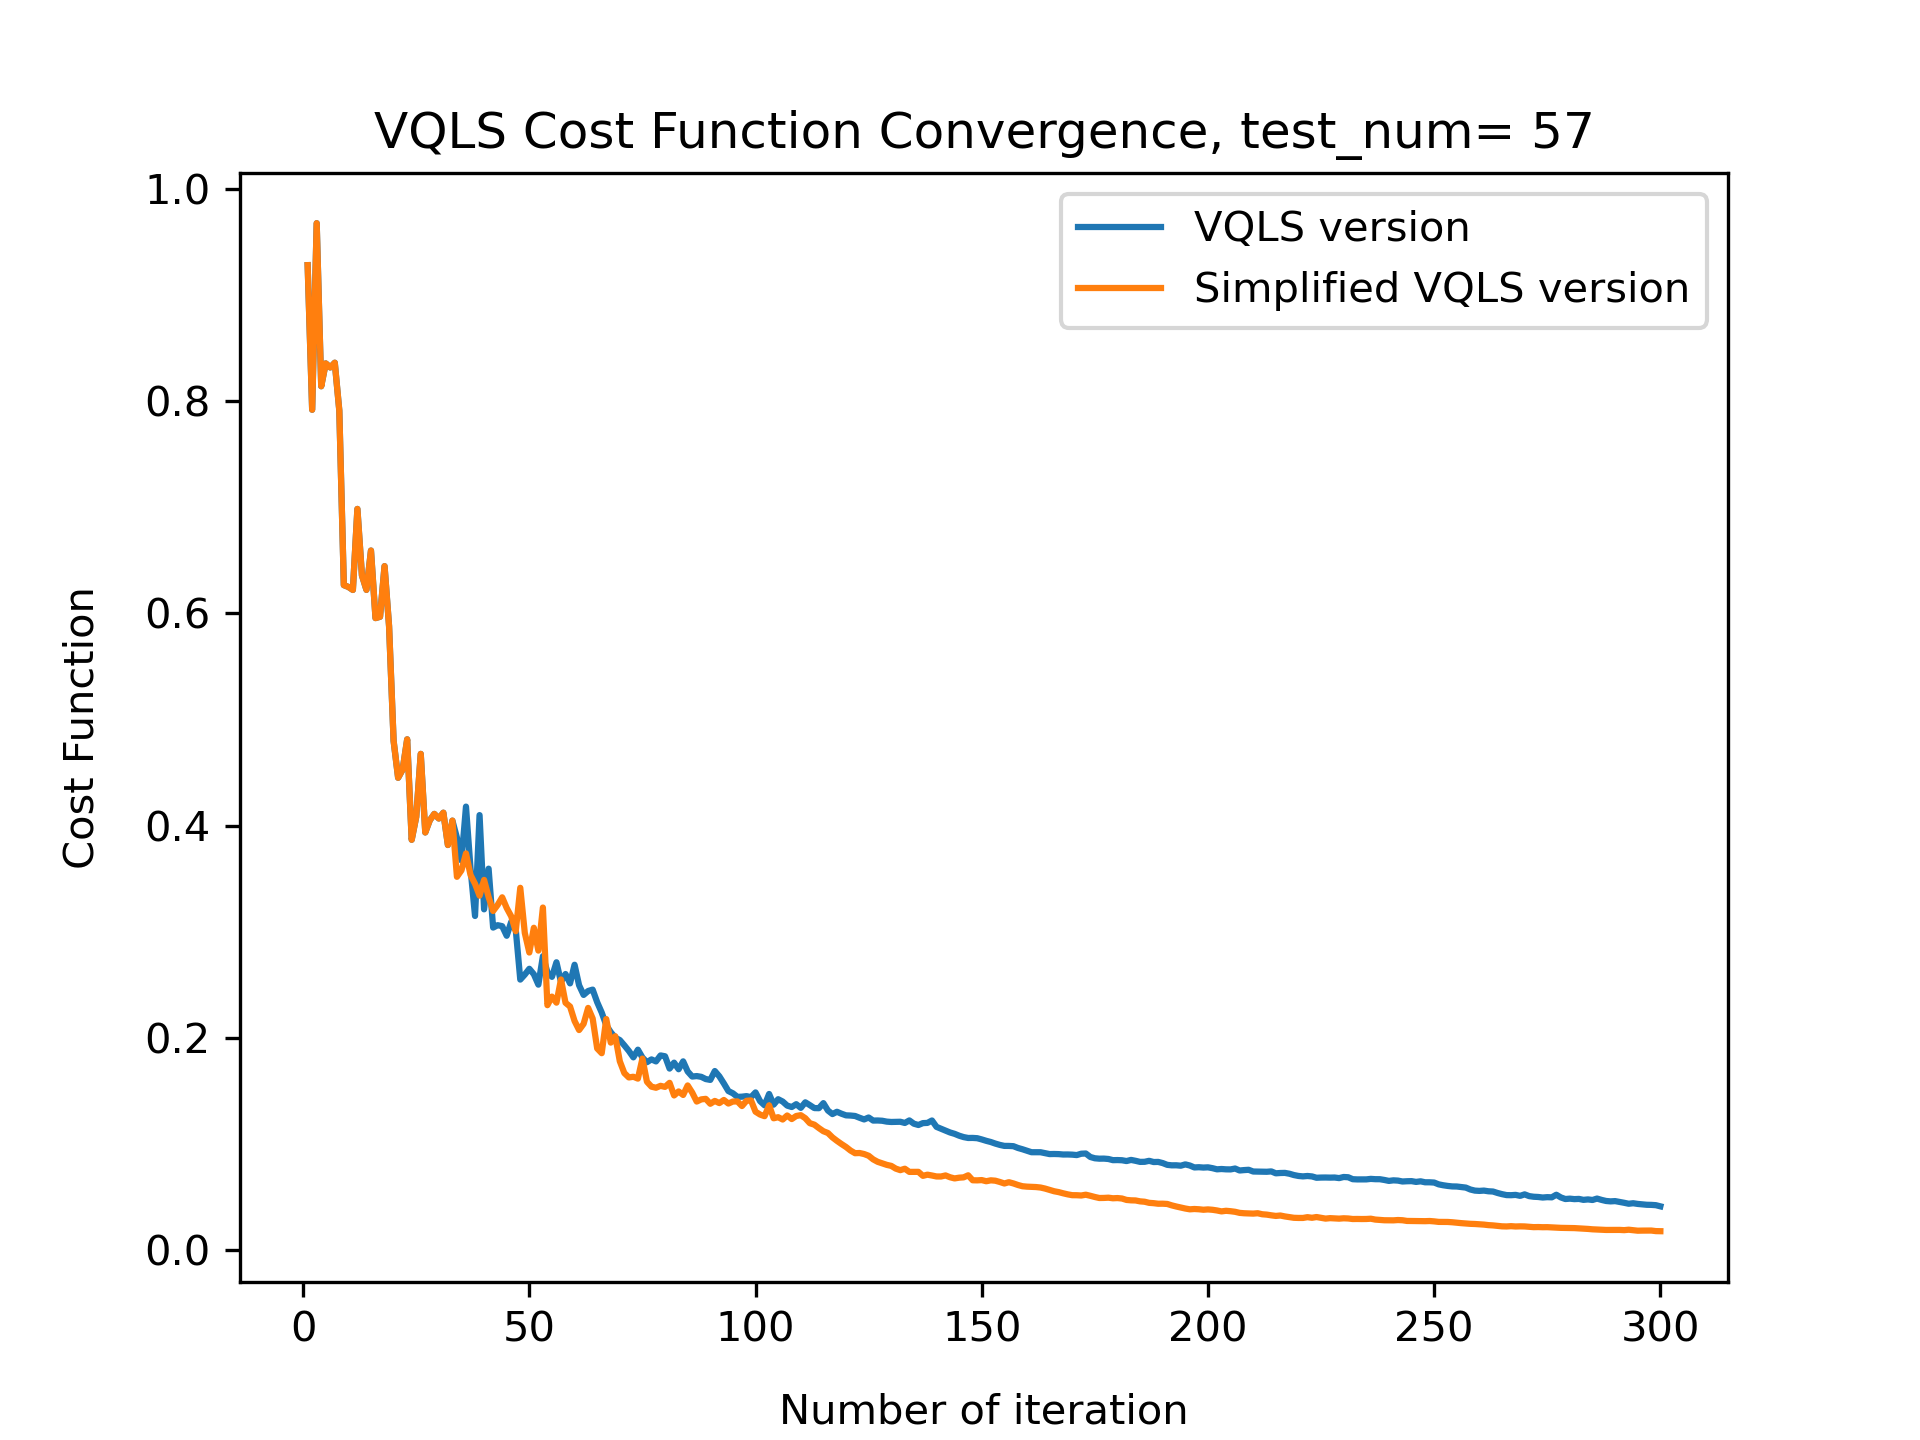 VQLS Cost Function Convergence, test_num= 57
VQLS version
Simplified VQLS version
1.0
0.8
0.6
0.4
0.2
0.0
Cost Function
0 50 100 150 200 250 300
Number of iteration